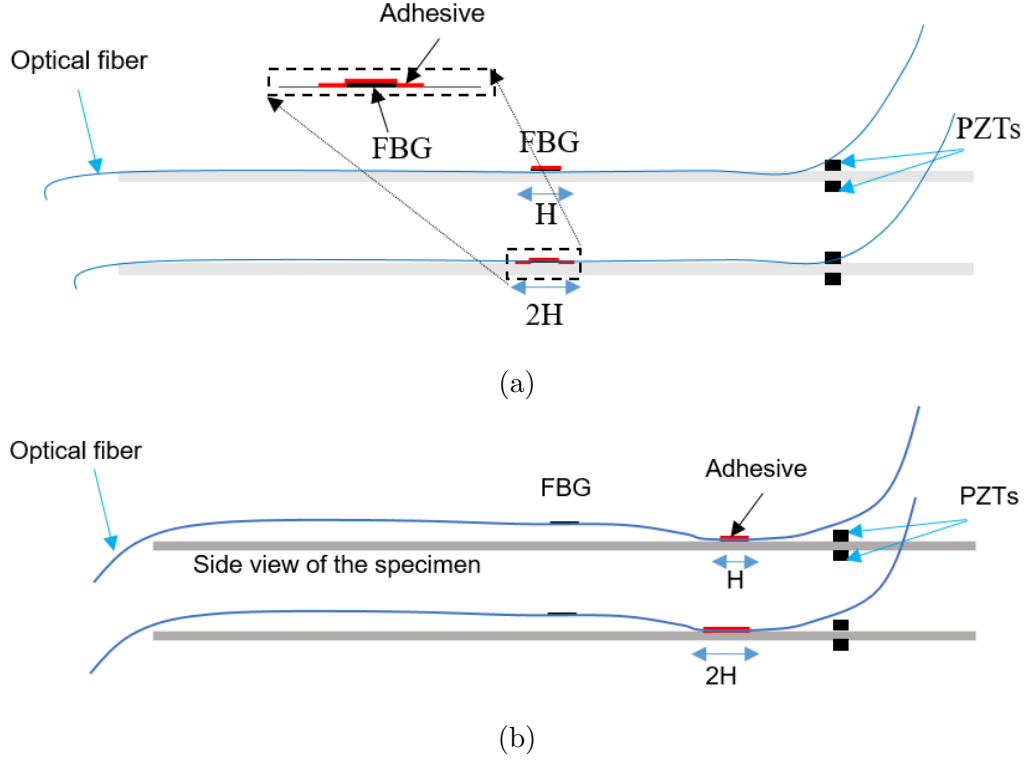 Adhesive
Optical fiber
FBG
FBG
PZTs
H
2H
(a)
Optical fiber
Adhesive
FBG
PZTs
Side view of the specimen
H
2H
(b)